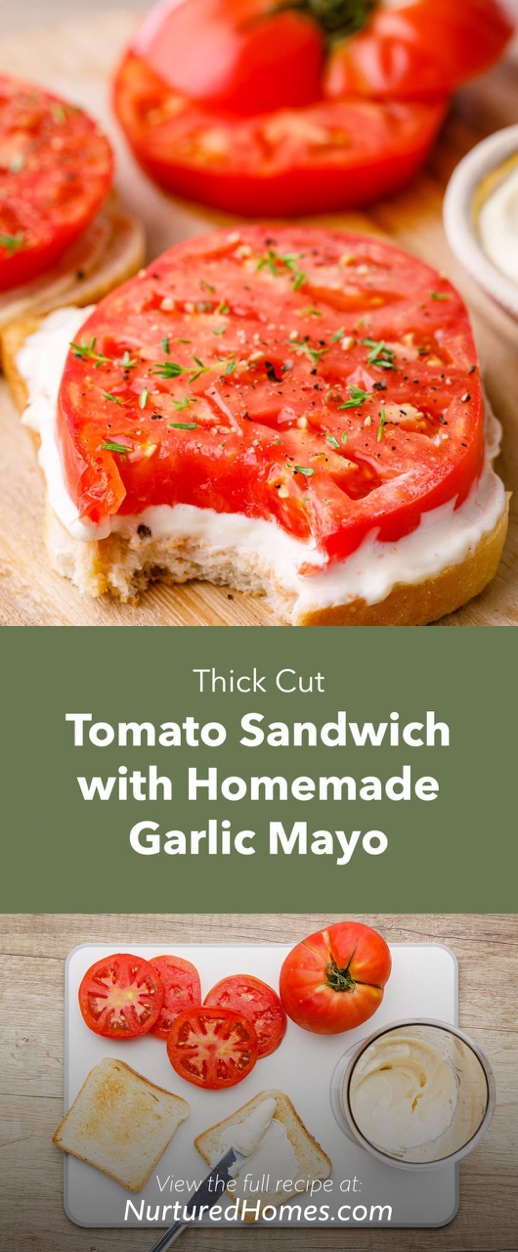 Thick Cut
Tomato Sandwich
with Homemade
Garlic Mayo
View the full recipe at:
NurturedHomes.com